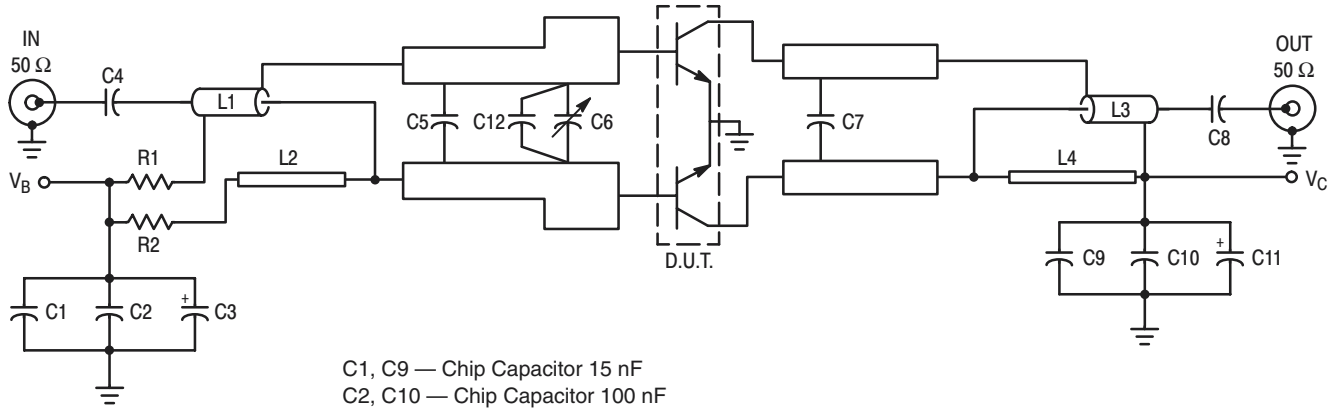 IN
50 Ω
C4
L1
R1
V_B
R2
L2
C1
C2
+
C3
C5
C12
C6
D.U.T.
C7
L3
L4
C8
OUT
50 Ω
V_C
C9
C10
+
C11
C1, C9 — Chip Capacitor 15 nF
C2, C10 — Chip Capacitor 100 nF